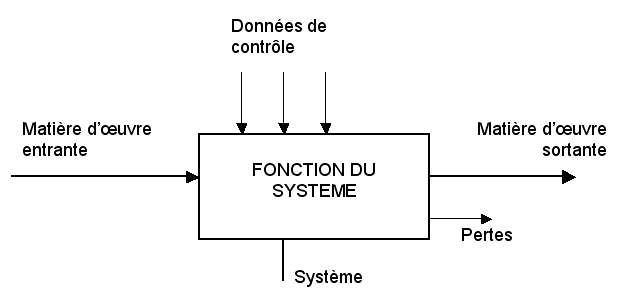 Données de
contrôle
Matière d'œuvre
entrante
Matière d'œuvre
sortante
FONCTION DU
SYSTEME
Pertes
Système